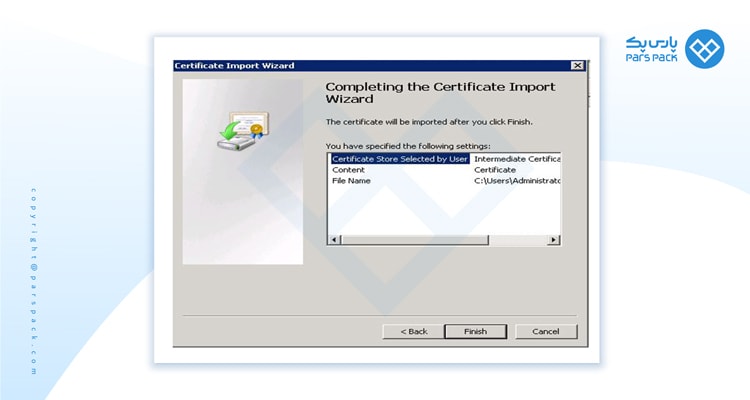 پارس پک
PARS PACK
Certificate Import Wizard
Completing the Certificate Import
Wizard
The certificate will be imported after you click Finish.
You have specified the following settings:
Certificate Store Selected by User Intermediate Certifica
Content Certificate
File Name C:\Users\Administrato
< Back Finish Cancel
copyright@parspack.com